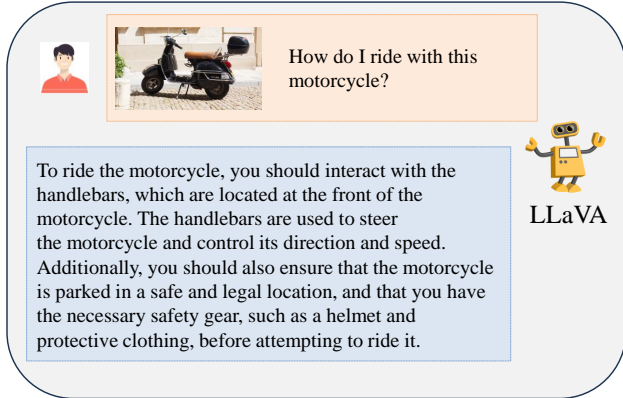 How do I ride with this
motorcycle?
LLaVA
To ride the motorcycle, you should interact with the
handlebars, which are located at the front of the
motorcycle. The handlebars are used to steer
the motorcycle and control its direction and speed.
Additionally, you should also ensure that the motorcycle
is parked in a safe and legal location, and that you have
the necessary safety gear, such as a helmet and
protective clothing, before attempting to ride it.